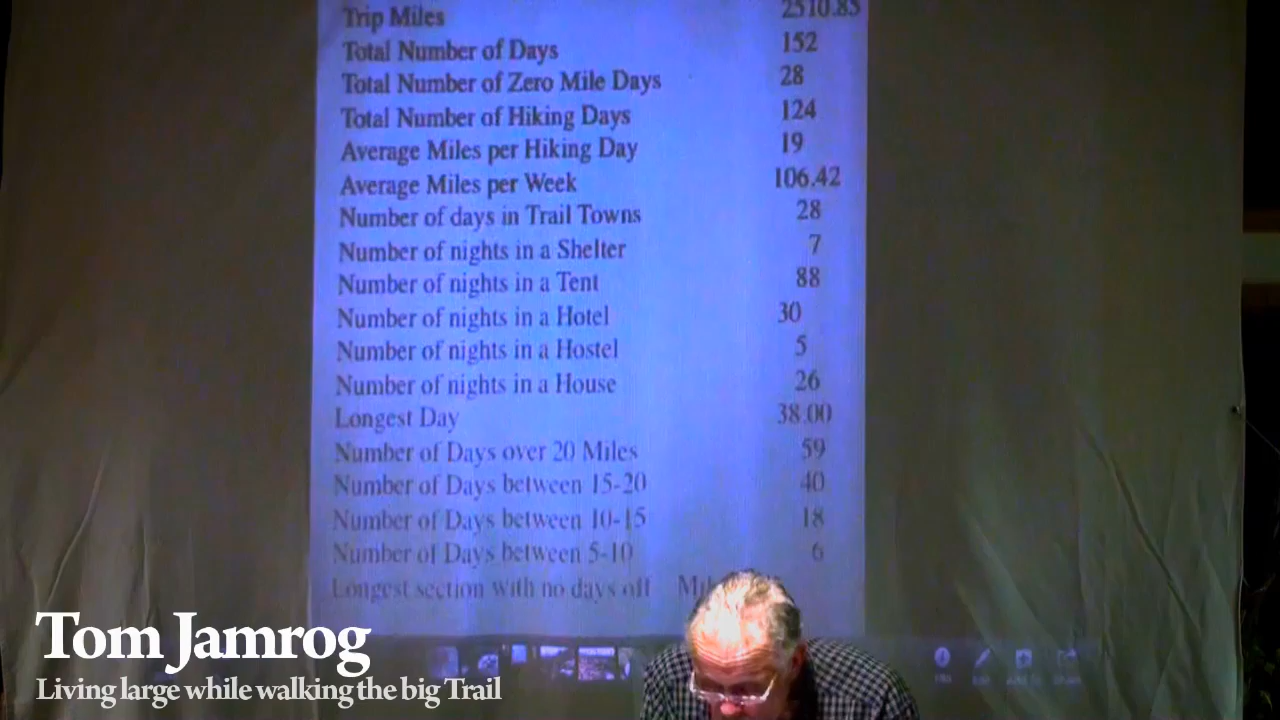 Trip Miles 2510.85
Total Number of Days 152
Total Number of Zero Mile Days 28
Total Number of Hiking Days 124
Average Miles per Hiking Day 19
Average Miles per Week 106.42
Number of days in Trail Towns 28
Number of nights in a Shelter 7
Number of nights in a Tent 88
Number of nights in a Hotel 30
Number of nights in a Hostel 5
Number of nights in a House 26
Longest Day 38.00
Number of Days over 20 Miles 59
Number of Days between 15-20 40
Number of Days between 10-15 18
Number of Days between 5-10 6
Longest section with no days off
Tom Jamrog
Living large while walking the big Trail